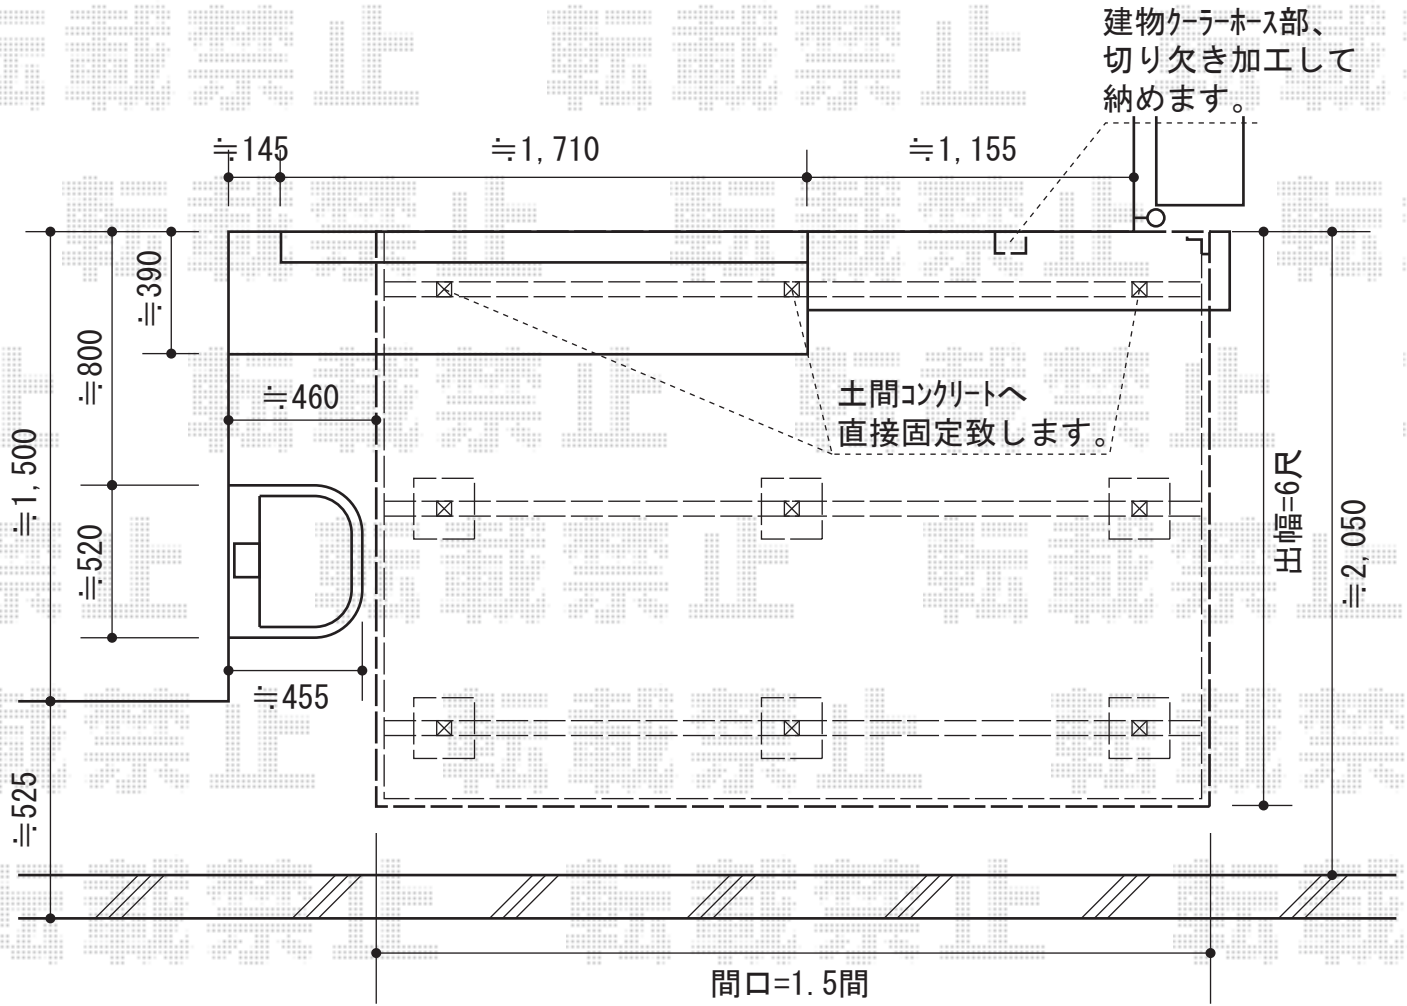 建物クーラーホース部、
切り欠き加工して
納めます。
≒145
≒1,710
≒1,155
≒390
≒800
≒460
土間コンクリートへ
直接固定致します。
≒1,500
≒520
出幅=6尺
≒2,050
≒455
≒525
間口=1.5間
転載禁止